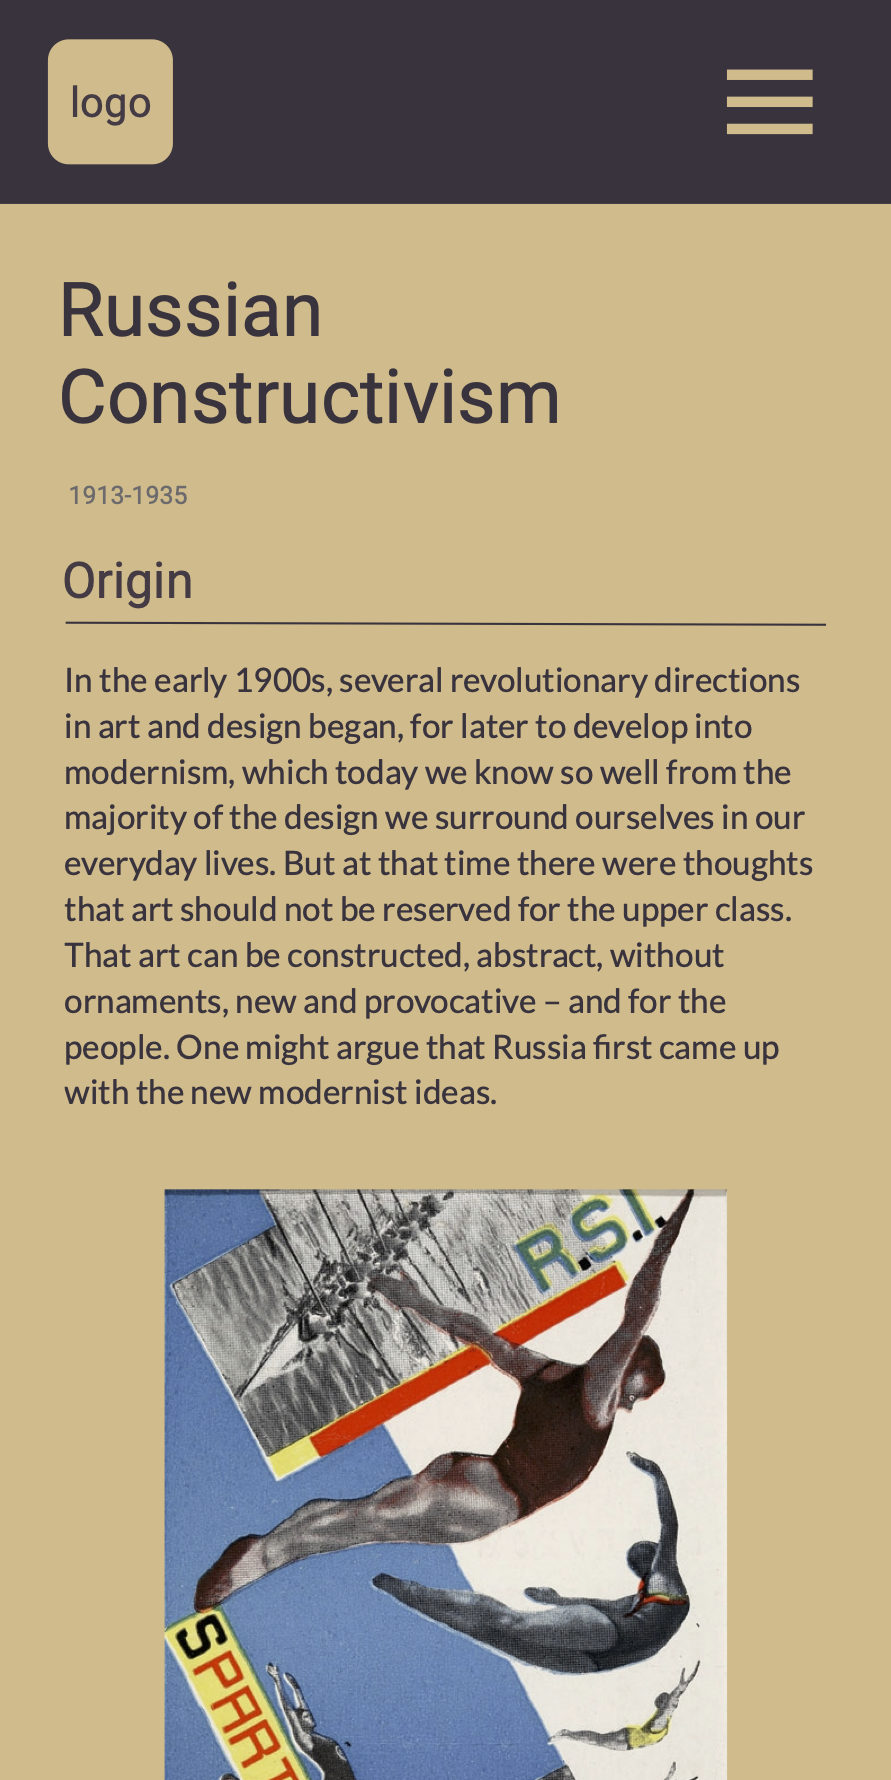 logo
Russian
Constructivism
1913-1935
Origin
In the early 1900s, several revolutionary directions
in art and design began, for later to develop into
modernism, which today we know so well from the
majority of the design we surround ourselves in our
everyday lives. But at that time there were thoughts
that art should not be reserved for the upper class.
That art can be constructed, abstract, without
ornaments, new and provocative – and for the
people. One might argue that Russia first came up
with the new modernist ideas.
R.S.I.
SPART